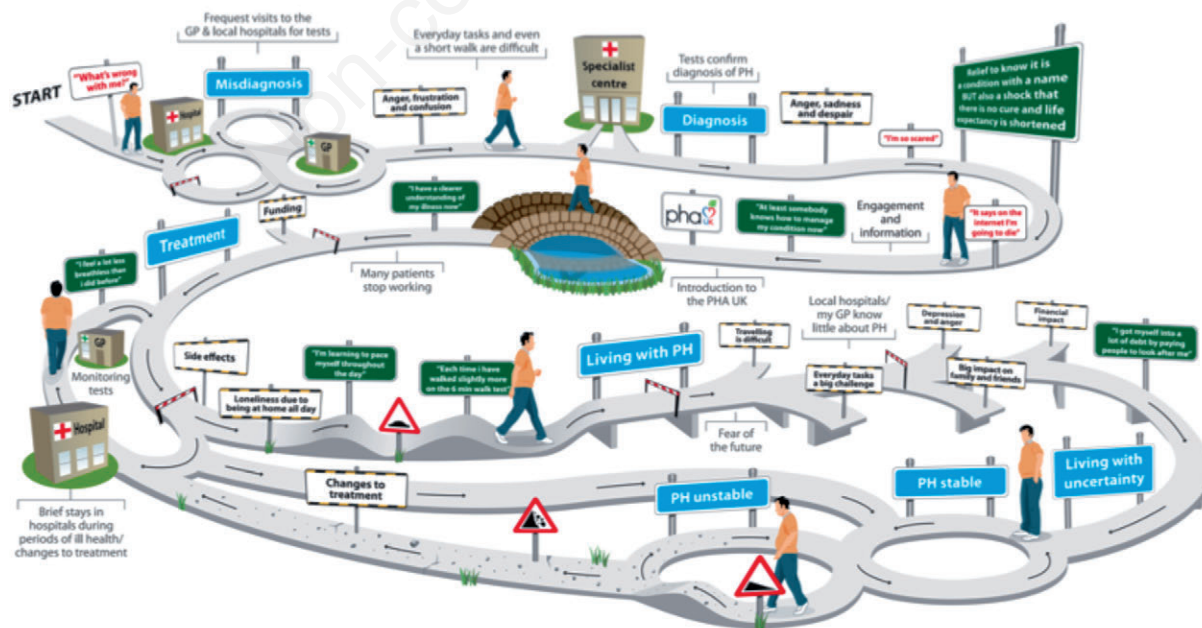 Frequest visits to the
GP & local hospitals for tests
Everyday tasks and even
a short walk are difficult
START
"What's wrong
with me?"
Hospital
Misdiagnosis
GP
Anger, frustration
and confusion
Specialist
centre
Tests confirm
diagnosis of PH
Diagnosis
Anger, sadness
and despair
"I'm so scared"
Relief to know it is
a condition with a name
BUT also a shock that
there is no cure and life
expectancy is shortened
Treatment
Funding
"I have a clearer
understanding of
my illness now"
Many patients
stop working
pha
UK
Introduction to
the PHA UK
"At least somebody
knows how to manage
my condition now"
Engagement
and
information
"It says on the
internet I'm
going to die"
"I feel a lot less
breathless than
i did before"
GP
Monitoring
tests
Side effects
Loneliness due to
being at home all day
"I'm learning to pace
myself throughout
the day"
"Each time i have
walked slightly more
on the 6 min walk test"
Living with PH
Travelling
is difficult
Fear of
the future
Local hospitals/
my GP know
little about PH
Everyday tasks
a big challenge
Depression
and anger
Big impact on
family and friends
Financial
impact
"I got myself into a
lot of debt by paying
people to look after me"
Hospital
Brief stays in
hospitals during
periods of ill health/
changes to treatment
Changes to
treatment
PH unstable
PH stable
Living with
uncertainty